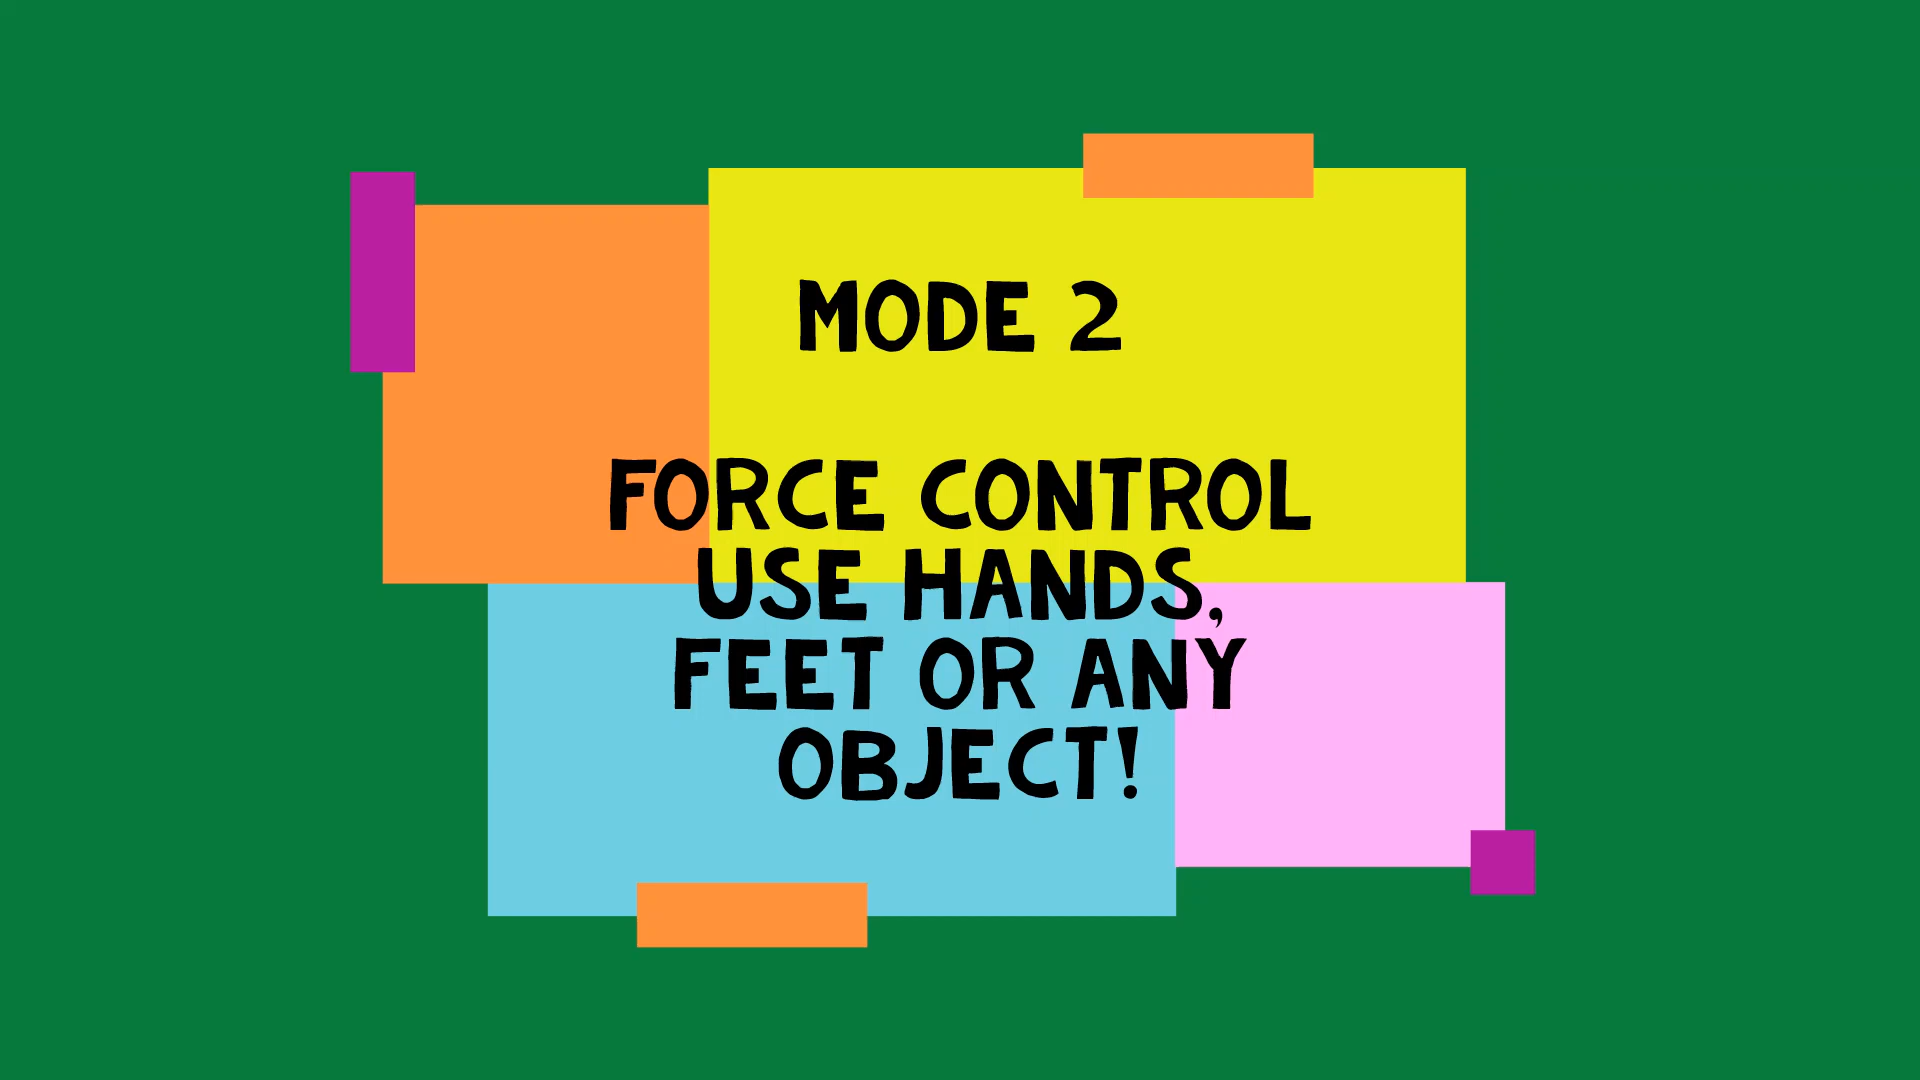 MODE 2
FORCE CONTROL
USE HANDS,
FEET OR ANY
OBJECT!